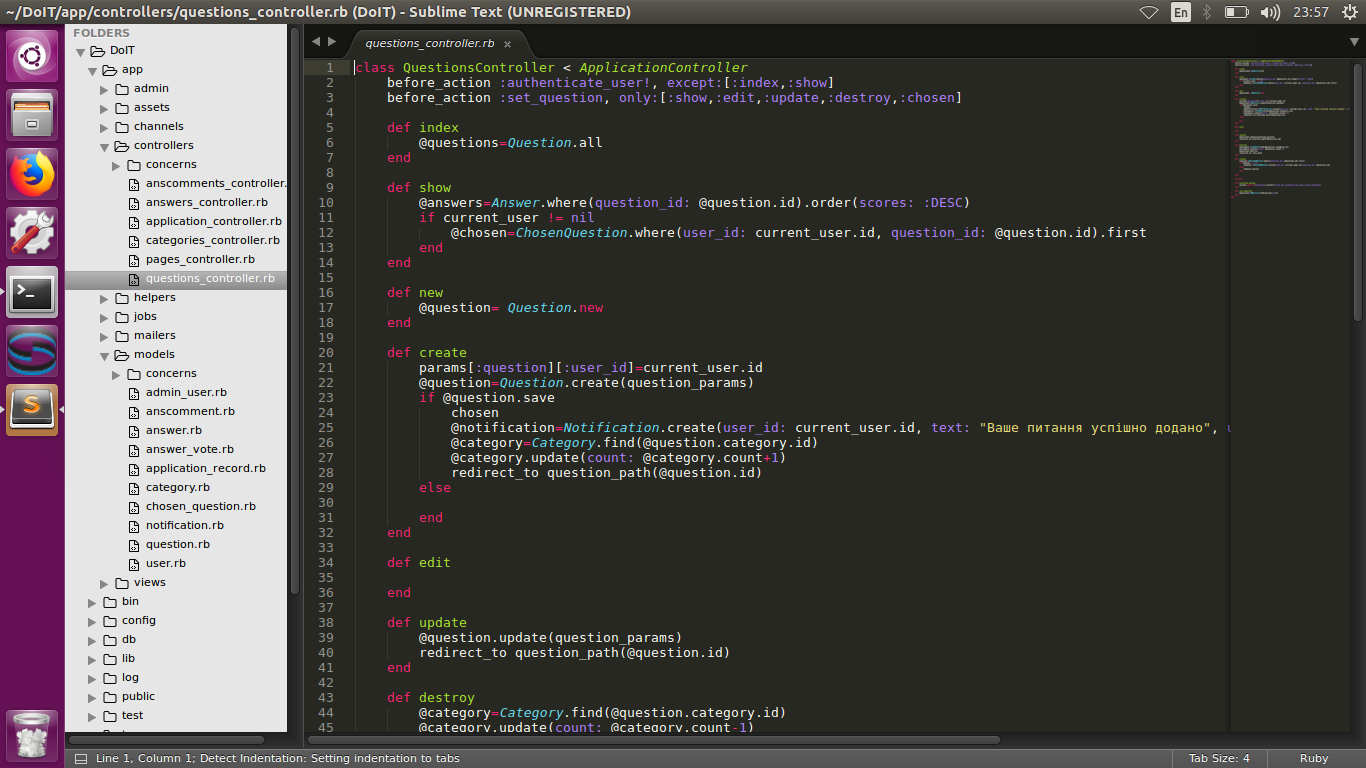 ~/DoIT/app/controllers/questions_controller.rb (DoIT) - Sublime Text (UNREGISTERED)
En
23:57
FOLDERS
DoIT
app
admin
assets
channels
controllers
concerns
anscomments_controller.
answers_controller.rb
application_controller.rb
categories_controller.rb
pages_controller.rb
questions_controller.rb
helpers
jobs
mailers
models
concerns
admin_user.rb
anscomment.rb
answer.rb
answer_vote.rb
application_record.rb
category.rb
chosen_question.rb
notification.rb
question.rb
user.rb
views
bin
config
db
lib
log
public
test
questions_controller.rb ×
1 class QuestionsController < ApplicationController
2 before_action :authenticate_user!, except:[:index,:show]
3 before_action :set_question, only:[:show,:edit,:update,:destroy,:chosen]
4
5 def index
6 @questions=Question.all
7 end
8
9 def show
10 @answers=Answer.where(question_id: @question.id).order(scores: :DESC)
11 if current_user != nil
12 @chosen=ChosenQuestion.where(user_id: current_user.id, question_id: @question.id).first
13 end
14 end
15
16 def new
17 @question= Question.new
18 end
19
20 def create
21 params[:question][:user_id]=current_user.id
22 @question=Question.create(question_params)
23 if @question.save
24 chosen
25 @notification=Notification.create(user_id: current_user.id, text: "Ваше питання успішно додано",
26 @category=Category.find(@question.category.id)
27 @category.update(count: @category.count+1)
28 redirect_to question_path(@question.id)
29 else
30
31 end
32 end
33
34 def edit
35
36 end
37
38 def update
39 @question.update(question_params)
40 redirect_to question_path(@question.id)
41 end
42
43 def destroy
44 @category=Category.find(@question.category.id)
45 @category.update(count: @category.count-1)
Line 1, Column 1; Detect Indentation: Setting indentation to tabs
Tab Size: 4
Ruby